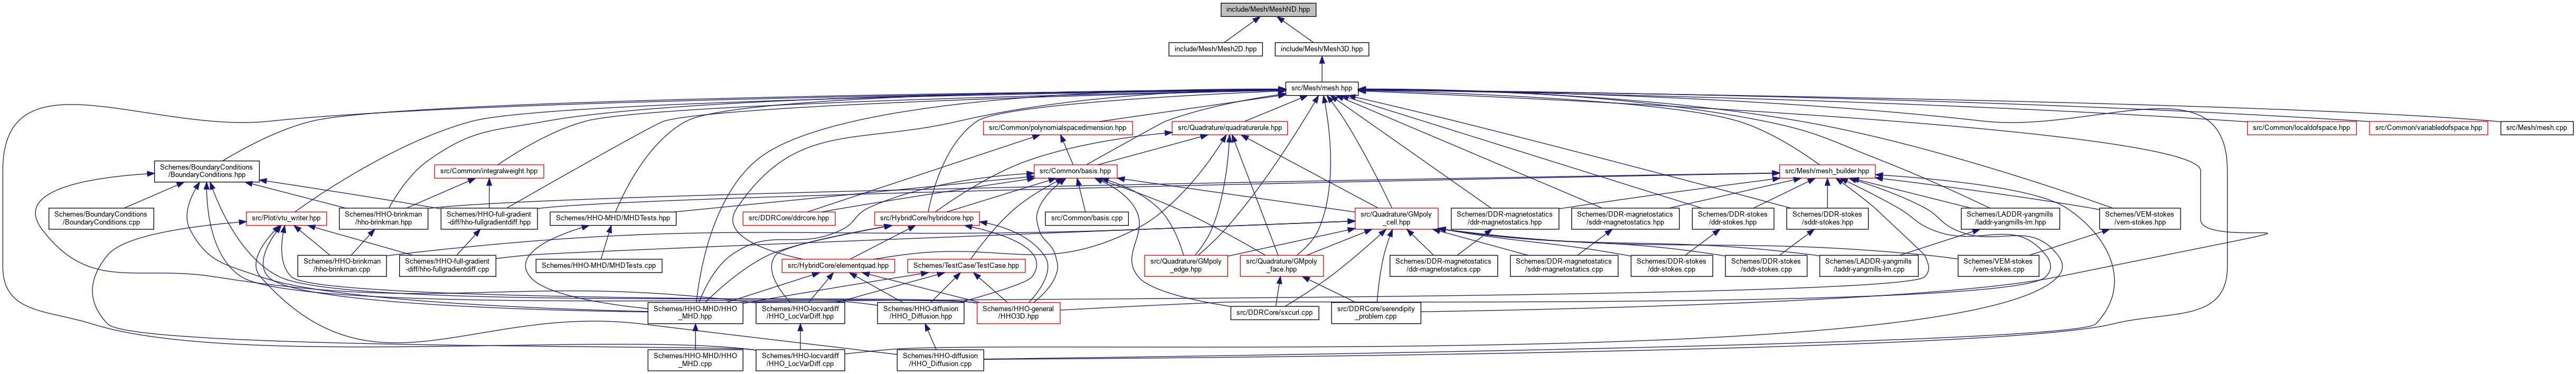 include/Mesh/MeshND.hpp
include/Mesh/Mesh2D.hpp
include/Mesh/Mesh3D.hpp
src/Mesh/mesh.hpp
src/Common/polynomialspacedimension.hpp
src/Quadrature/quadraturerule.hpp
src/Common/localdofspace.hpp
src/Common/variabledofspace.hpp
src/Mesh/mesh.cpp
Schemes/BoundaryConditions
/BoundaryConditions.hpp
src/Common/integralweight.hpp
src/Common/basis.hpp
src/Mesh/mesh_builder.hpp
Schemes/BoundaryConditions
/BoundaryConditions.cpp
src/Plot/vtu_writer.hpp
Schemes/HHO-brinkman
/hho-brinkman.hpp
Schemes/HHO-full-gradient
-diff/hho-fullgradientdiff.hpp
Schemes/HHO-MHD/MHDTests.hpp
src/DDRCore/ddrcore.hpp
src/HybridCore/hybridcore.hpp
src/Common/basis.cpp
src/Quadrature/GMpoly
_cell.hpp
Schemes/DDR-magnetostatics
/ddr-magnetostatics.hpp
Schemes/DDR-magnetostatics
/sddr-magnetostatics.hpp
Schemes/DDR-stokes
/ddr-stokes.hpp
Schemes/DDR-stokes
/sddr-stokes.hpp
Schemes/LADDR-yangmills
/laddr-yangmills-lm.hpp
Schemes/VEM-stokes
/vem-stokes.hpp
Schemes/HHO-brinkman
/hho-brinkman.cpp
Schemes/HHO-full-gradient
-diff/hho-fullgradientdiff.cpp
Schemes/HHO-MHD/MHDTests.cpp
src/HybridCore/elementquad.hpp
Schemes/TestCase/TestCase.hpp
src/Quadrature/GMpoly
_edge.hpp
src/Quadrature/GMpoly
_face.hpp
Schemes/DDR-magnetostatics
/ddr-magnetostatics.cpp
Schemes/DDR-magnetostatics
/sddr-magnetostatics.cpp
Schemes/DDR-stokes
/ddr-stokes.cpp
Schemes/DDR-stokes
/sddr-stokes.cpp
Schemes/LADDR-yangmills
/laddr-yangmills-lm.cpp
Schemes/VEM-stokes
/vem-stokes.cpp
Schemes/HHO-MHD/HHO
_MHD.hpp
Schemes/HHO-locvardiff
/HHO_LocVarDiff.hpp
Schemes/HHO-diffusion
/HHO_Diffusion.hpp
Schemes/HHO-general
/HHO3D.hpp
src/DDRCore/sxcurl.cpp
src/DDRCore/serendipity
_problem.cpp
Schemes/HHO-MHD/HHO
_MHD.cpp
Schemes/HHO-locvardiff
/HHO_LocVarDiff.cpp
Schemes/HHO-diffusion
/HHO_Diffusion.cpp